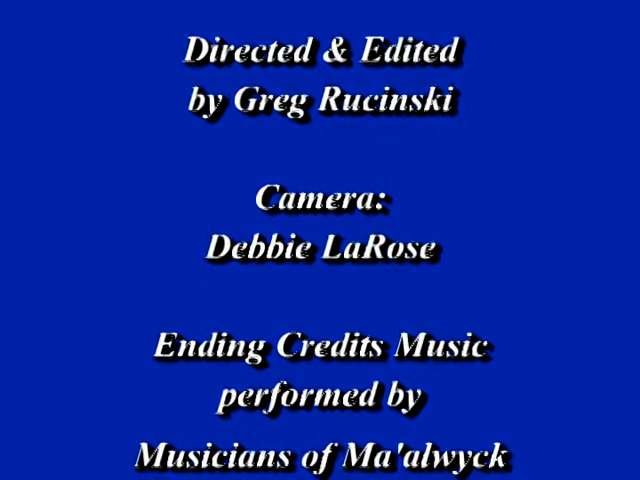 Directed & Edited
by Greg Rucinski
Camera:
Debbie LaRose
Ending Credits Music
performed by
Musicians of Ma'alwyck